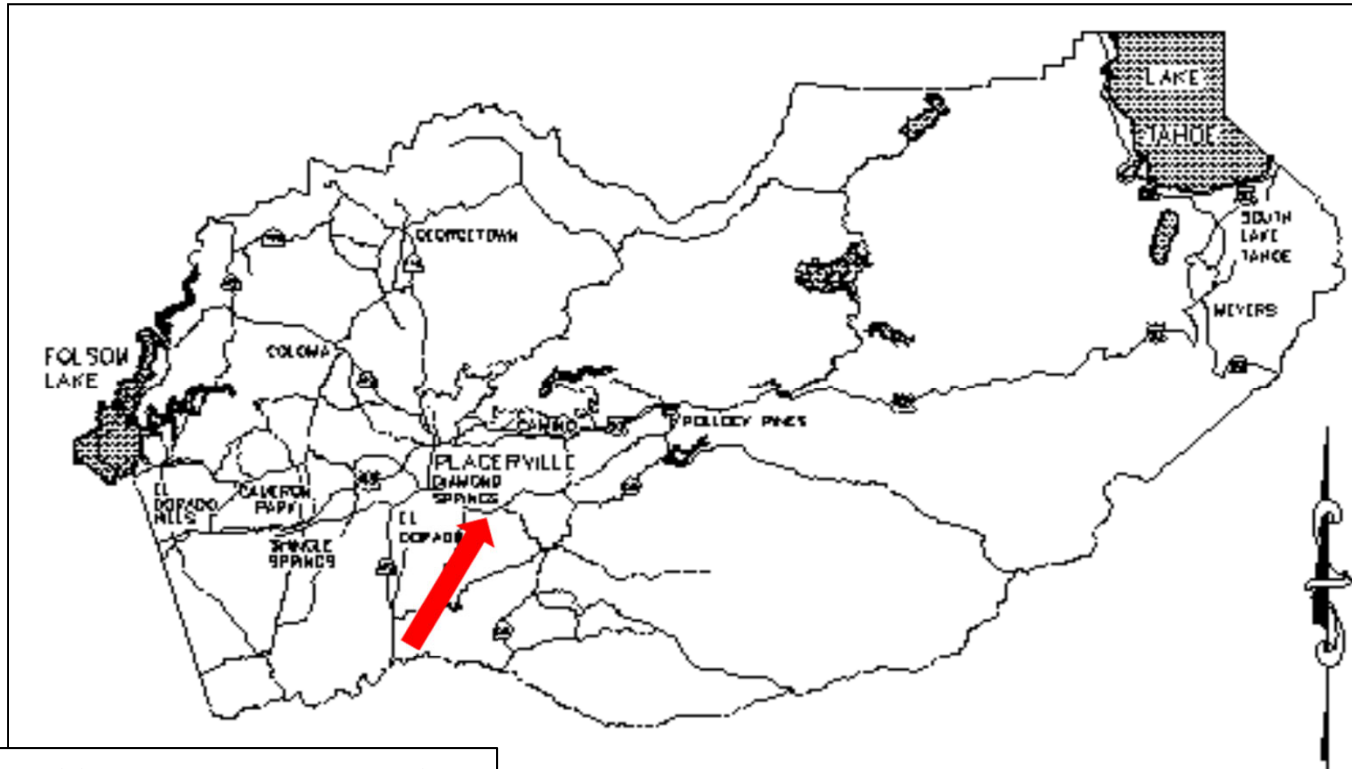 LAKE
TAHOE
GEORGETOWN
SOUTH
LAKE
TAHOE
MEYERS
COLOMA
FOLSOM
LAKE
CAMINO
POLLOCK PINES
PLACERVILLE
DIAMOND
SPRINGS
EL
DORADO
HILLS
CAMERON
PARK
EL
DORADO
SHINGLE
SPRINGS